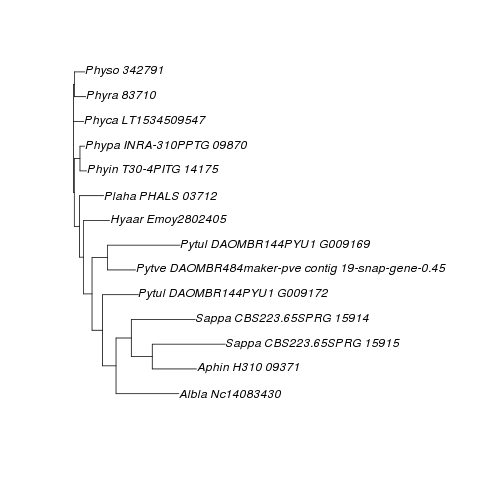 Physo 342791
Phyra 83710
Phyca LT1534509547
Phypa INRA-310PPTG 09870
Phyin T30-4PITG 14175
Plaha PHALS 03712
Hyaar Emoy2802405
Pytul DAOMBR144PYU1 G009169
Pytve DAOMBR484maker-pve contig 19-snap-gene-0.45
Pytul DAOMBR144PYU1 G009172
Sappa CBS223.65SPRG 15914
Sappa CBS223.65SPRG 15915
Aphin H310 09371
Albla Nc14083430